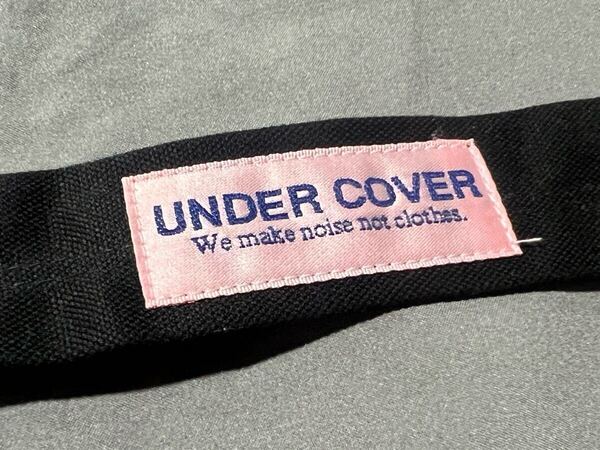 UNDER COVER
We make noise not clothes.